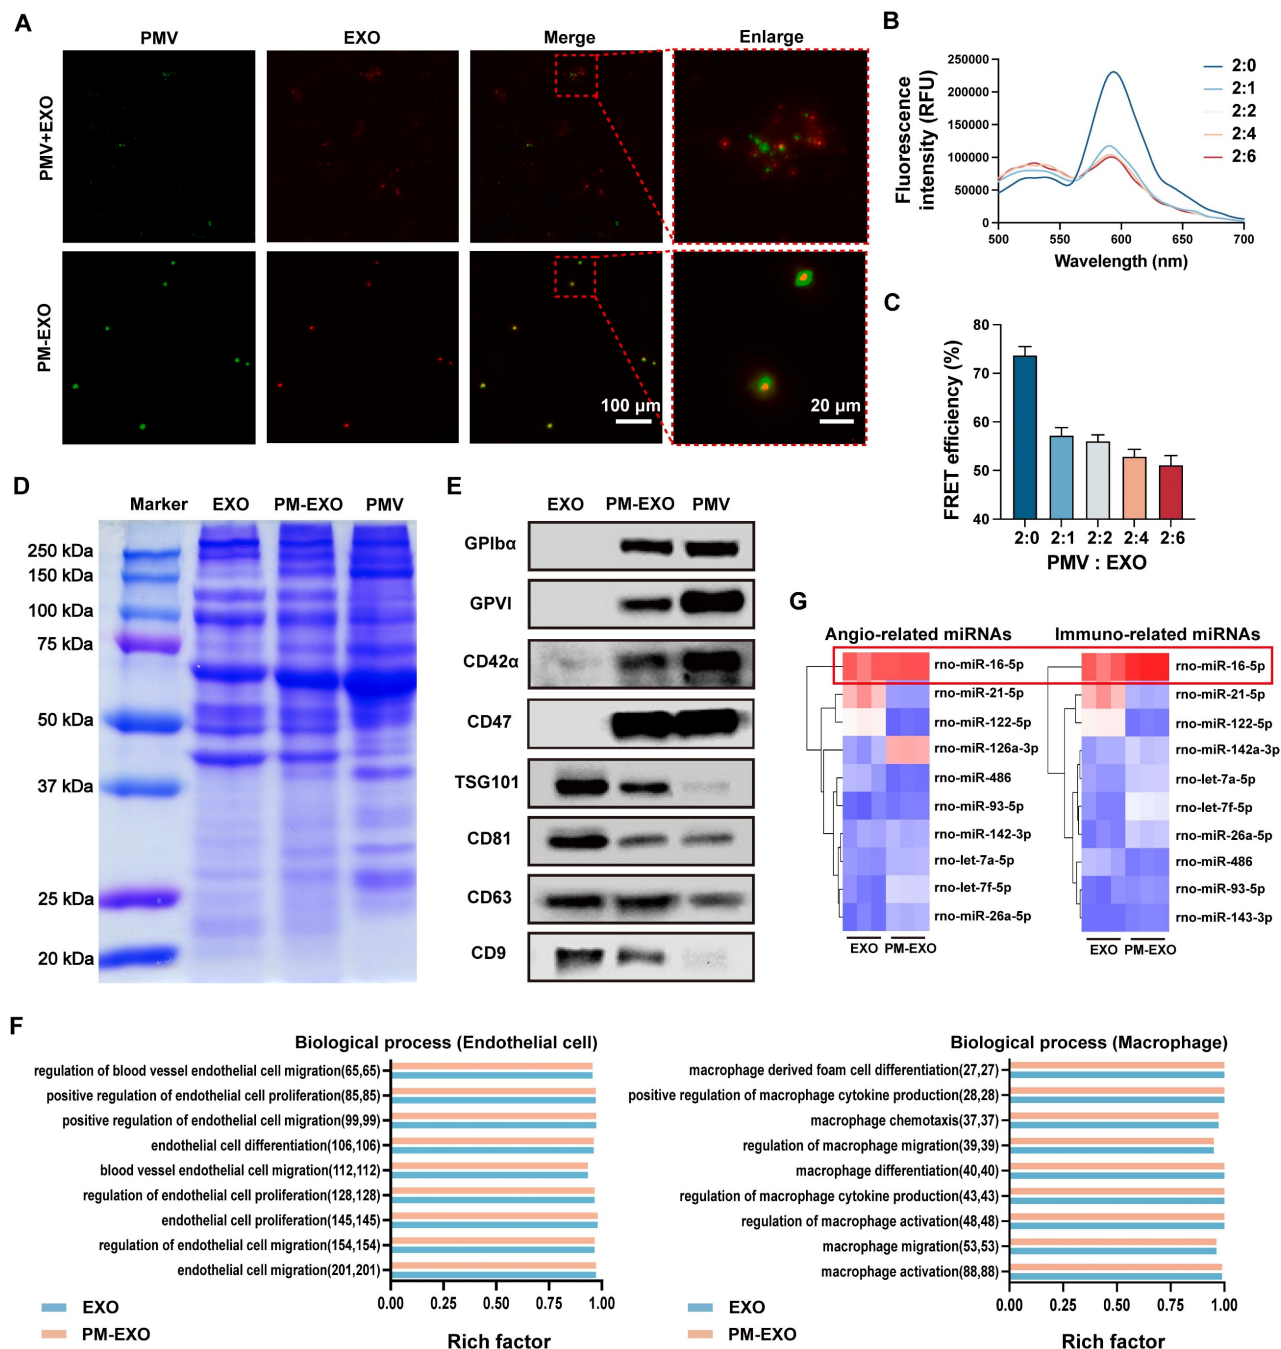 A
PMV
EXO
Merge
Enlarge
PMV+EXO
PM-EXO
100 μm
20 μm
B
Fluorescence
intensity (RFU)
250000
200000
150000
100000
50000
0
500
550
600
650
700
Wavelength (nm)
2:0
2:1
2:2
2:4
2:6
C
FRET efficiency (%)
80
70
60
50
40
2:0
2:1
2:2
2:4
2:6
PMV : EXO
D
Marker
EXO
PM-EXO
PMV
250 kDa
150 kDa
100 kDa
75 kDa
50 kDa
37 kDa
25 kDa
20 kDa
E
EXO
PM-EXO
PMV
GPIbα
GPVI
CD42α
CD47
TSG101
CD81
CD63
CD9
G
Angio-related miRNAs
rno-miR-16-5p
rno-miR-21-5p
rno-miR-122-5p
rno-miR-126a-3p
rno-miR-486
rno-miR-93-5p
rno-miR-142-3p
rno-let-7a-5p
rno-let-7f-5p
rno-miR-26a-5p
EXO
PM-EXO
Immuno-related miRNAs
rno-miR-16-5p
rno-miR-21-5p
rno-miR-122-5p
rno-miR-142a-3p
rno-let-7a-5p
rno-let-7f-5p
rno-miR-26a-5p
rno-miR-486
rno-miR-93-5p
rno-miR-143-3p
EXO
PM-EXO
F
Biological process (Endothelial cell)
regulation of blood vessel endothelial cell migration(65,65)
positive regulation of endothelial cell proliferation(85,85)
positive regulation of endothelial cell migration(99,99)
endothelial cell differentiation(106,106)
blood vessel endothelial cell migration(112,112)
regulation of endothelial cell proliferation(128,128)
endothelial cell proliferation(145,145)
regulation of endothelial cell migration(154,154)
endothelial cell migration(201,201)
0.00
0.25
0.50
0.75
1.00
EXO
PM-EXO
Rich factor
Biological process (Macrophage)
macrophage derived foam cell differentiation(27,27)
positive regulation of macrophage cytokine production(28,28)
macrophage chemotaxis(37,37)
regulation of macrophage migration(39,39)
macrophage differentiation(40,40)
regulation of macrophage cytokine production(43,43)
regulation of macrophage activation(48,48)
macrophage migration(53,53)
macrophage activation(88,88)
0.00
0.25
0.50
0.75
1.00
EXO
PM-EXO
Rich factor